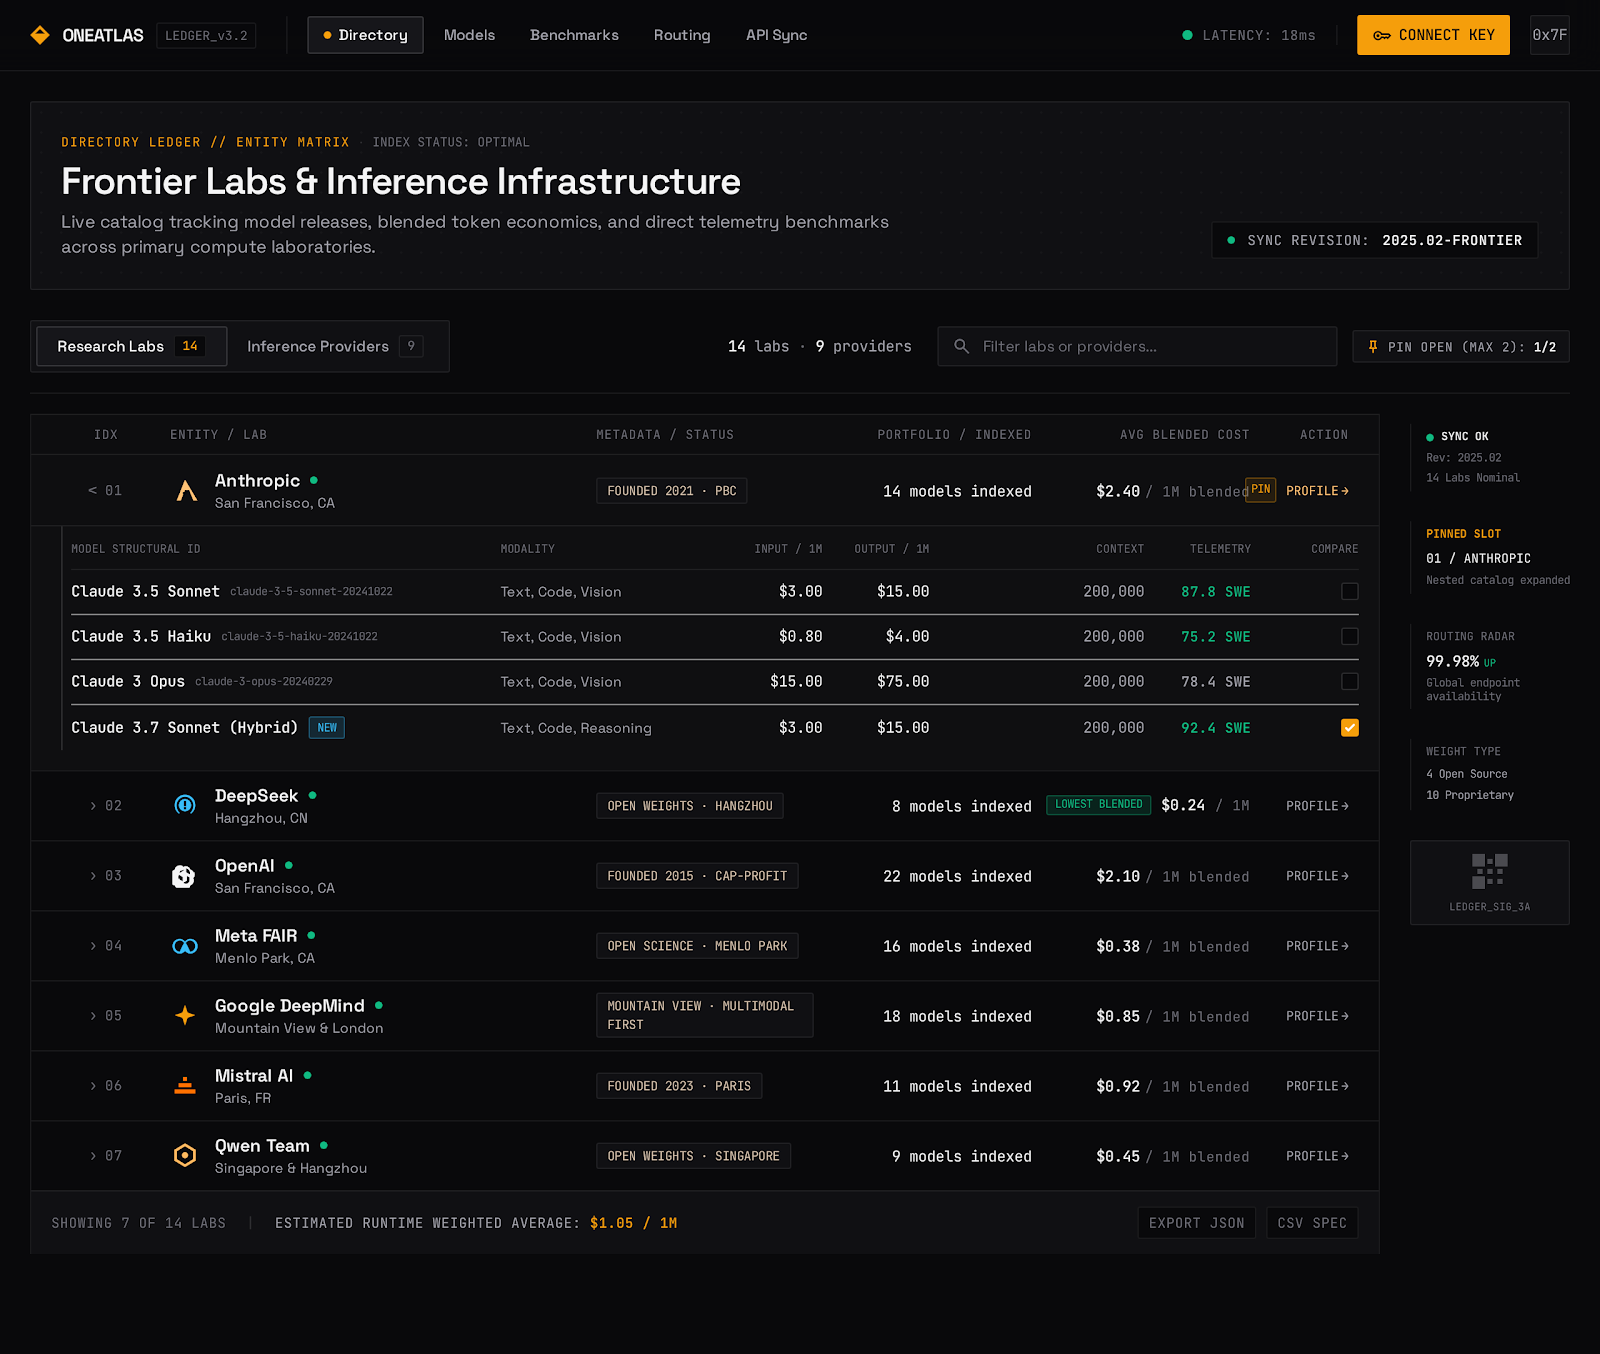 ONEATLAS LEDGER_v3.2 Directory Models Benchmarks Routing API Sync LATENCY: 18ms CONNECT KEY 0x7F
DIRECTORY LEDGER // ENTITY MATRIX · INDEX STATUS: OPTIMAL
Frontier Labs & Inference Infrastructure
Live catalog tracking model releases, blended token economics, and direct telemetry benchmarks
across primary compute laboratories.
SYNC REVISION: 2025.02-FRONTIER
Research Labs 14 Inference Providers 9 14 labs · 9 providers Filter labs or providers... PIN OPEN (MAX 2): 1/2
IDX ENTITY / LAB METADATA / STATUS PORTFOLIO / INDEXED AVG BLENDED COST ACTION
< 01 Anthropic FOUNDED 2021 · PBC 14 models indexed $2.40 / 1M blended PIN PROFILE→
San Francisco, CA
MODEL STRUCTURAL ID MODALITY INPUT / 1M OUTPUT / 1M CONTEXT TELEMETRY COMPARE
Claude 3.5 Sonnet claude-3-5-sonnet-20241022 Text, Code, Vision $3.00 $15.00 200,000 87.8 SWE
Claude 3.5 Haiku claude-3-5-haiku-20241022 Text, Code, Vision $0.80 $4.00 200,000 75.2 SWE
Claude 3 Opus claude-3-opus-20240229 Text, Code, Vision $15.00 $75.00 200,000 78.4 SWE
Claude 3.7 Sonnet (Hybrid) NEW Text, Code, Reasoning $3.00 $15.00 200,000 92.4 SWE
› 02 DeepSeek OPEN WEIGHTS · HANGZHOU 8 models indexed LOWEST BLENDED $0.24 / 1M PROFILE→
Hangzhou, CN
› 03 OpenAI FOUNDED 2015 · CAP-PROFIT 22 models indexed $2.10 / 1M blended PROFILE→
San Francisco, CA
› 04 Meta FAIR OPEN SCIENCE · MENLO PARK 16 models indexed $0.38 / 1M blended PROFILE→
Menlo Park, CA
› 05 Google DeepMind MOUNTAIN VIEW · MULTIMODAL FIRST 18 models indexed $0.85 / 1M blended PROFILE→
Mountain View & London
› 06 Mistral AI FOUNDED 2023 · PARIS 11 models indexed $0.92 / 1M blended PROFILE→
Paris, FR
› 07 Qwen Team OPEN WEIGHTS · SINGAPORE 9 models indexed $0.45 / 1M blended PROFILE→
Singapore & Hangzhou
SHOWING 7 OF 14 LABS ESTIMATED RUNTIME WEIGHTED AVERAGE: $1.05 / 1M EXPORT JSON CSV SPEC
SYNC OK
Rev: 2025.02
14 Labs Nominal
PINNED SLOT
01 / ANTHROPIC
Nested catalog expanded
ROUTING RADAR
99.98% UP
Global endpoint
availability
WEIGHT TYPE
4 Open Source
10 Proprietary
LEDGER_SIG_3A